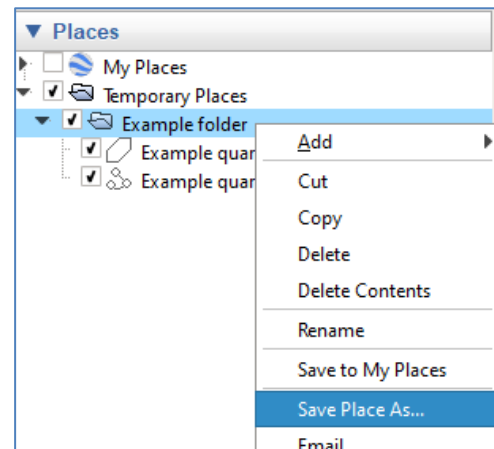 Places
My Places
Temporary Places
Example folder
Example quar
Example quar
Add
Cut
Copy
Delete
Delete Contents
Rename
Save to My Places
Save Place As...
Email